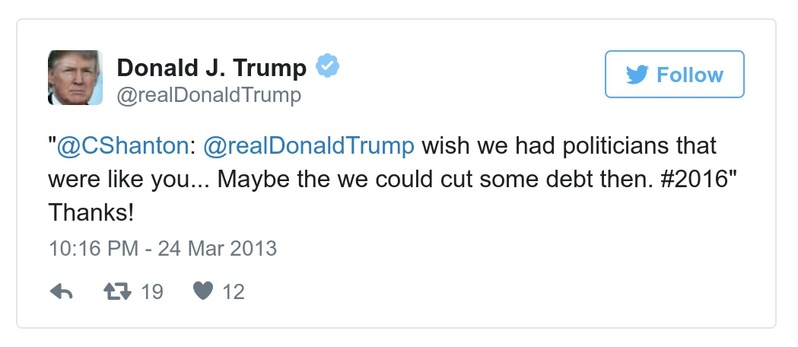 Donald J. Trump
@realDonaldTrump
Follow
"@CShanton: @realDonaldTrump wish we had politicians that
were like you... Maybe the we could cut some debt then. #2016"
Thanks!
10:16 PM - 24 Mar 2013
19 12